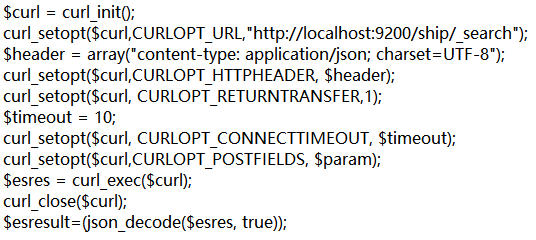 $curl = curl_init();
curl_setopt($curl,CURLOPT_URL,"http://localhost:9200/ship/_search");
$header = array("content-type: application/json; charset=UTF-8");
curl_setopt($curl,CURLOPT_HTTPHEADER, $header);
curl_setopt($curl, CURLOPT_RETURNTRANSFER,1);
$timeout = 10;
curl_setopt($curl, CURLOPT_CONNECTTIMEOUT, $timeout);
curl_setopt($curl,CURLOPT_POSTFIELDS, $param);
$esres = curl_exec($curl);
curl_close($curl);
$esresult=(json_decode($esres, true));